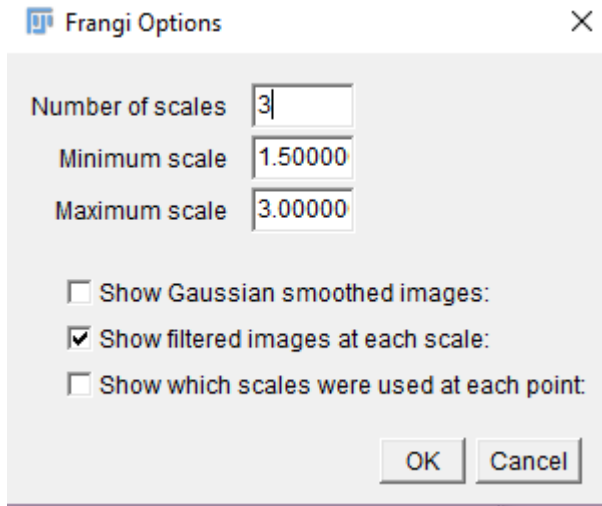 Frangi Options
Number of scales 3
Minimum scale 1.50000
Maximum scale 3.00000
Show Gaussian smoothed images:
Show filtered images at each scale:
Show which scales were used at each point:
OK Cancel